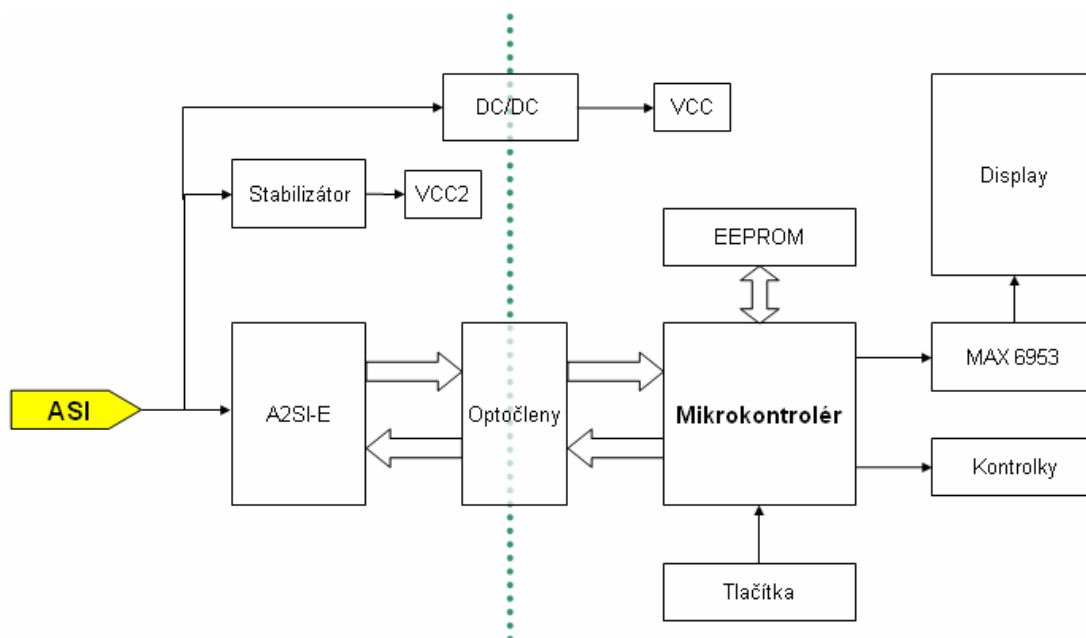 DC/DC
VCC
Stabilizátor
VCC2
Display
EEPROM
ASI
A2SI-E
Optočleny
Mikrokontrolér
MAX 6953
Kontrolky
Tlačítka